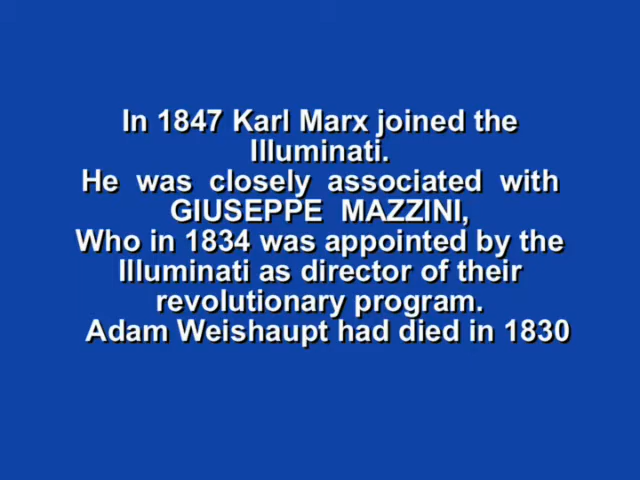 In 1847 Karl Marx joined the
Illuminati.
He was closely associated with
GIUSEPPE MAZZINI,
Who in 1834 was appointed by the
Illuminati as director of their
revolutionary program.
Adam Weishaupt had died in 1830